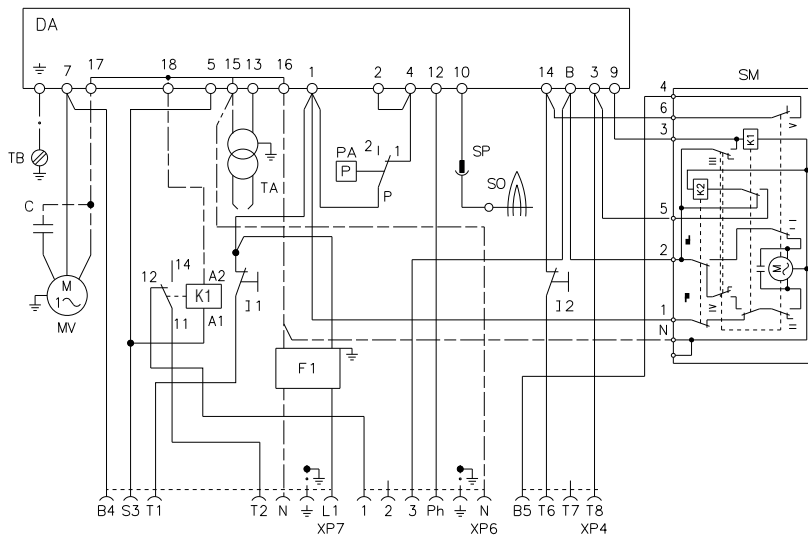 DA
7 17 18 5 15 13 16 1 2 4 12 10 14 B 3 9
SM
4
6
V
3
K1
III
K2
5
I
2
M
IV
II
1
N
TB
C
M
1
MV
TA
PA
P
2 1
P
SP
SO
12 14
A2
K1
A1
11
1
2
F1
B4 S3 T1 T2 N L1 1 2 3 Ph N B5 T6 T7 T8
XP7 XP6 XP4